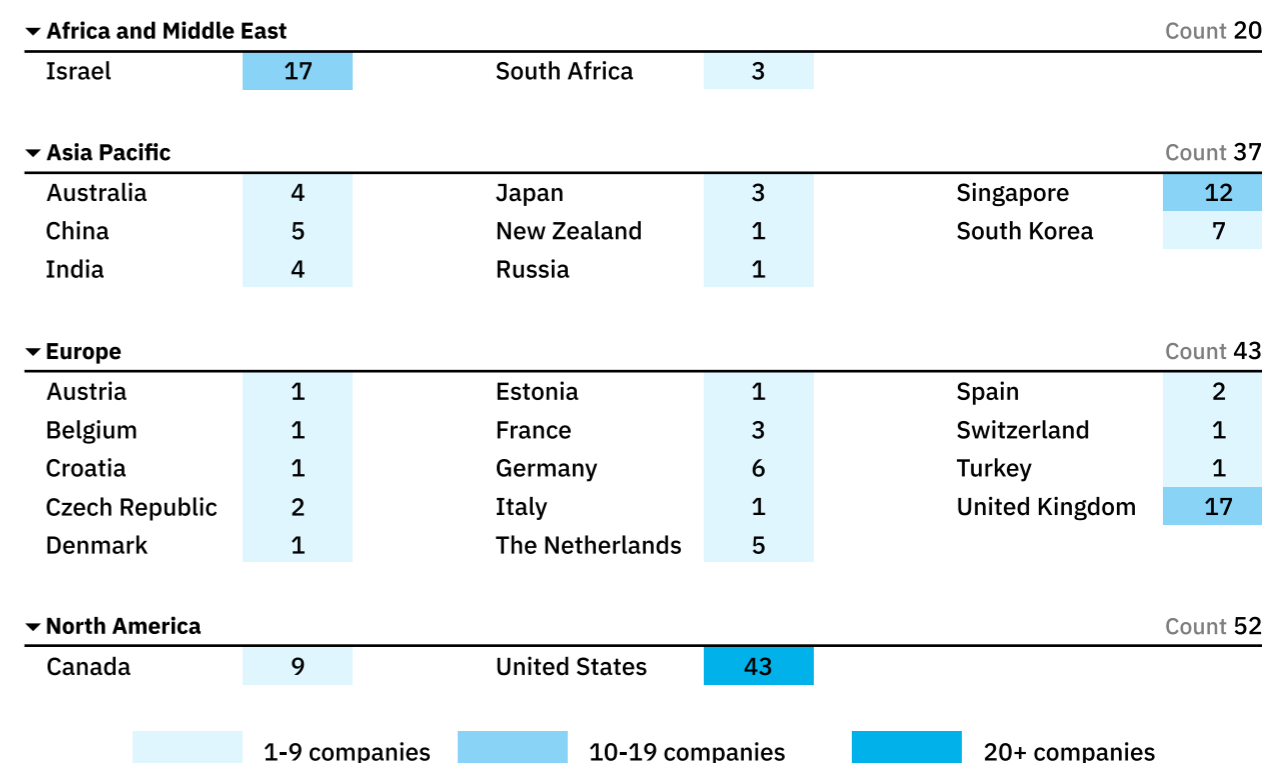 Africa and Middle East Count 20
Israel 17 South Africa 3
Asia Pacific Count 37
Australia 4 Japan 3 Singapore 12
China 5 New Zealand 1 South Korea 7
India 4 Russia 1
Europe Count 43
Austria 1 Estonia 1 Spain 2
Belgium 1 France 3 Switzerland 1
Croatia 1 Germany 6 Turkey 1
Czech Republic 2 Italy 1 United Kingdom 17
Denmark 1 The Netherlands 5
North America Count 52
Canada 9 United States 43
1-9 companies 10-19 companies 20+ companies